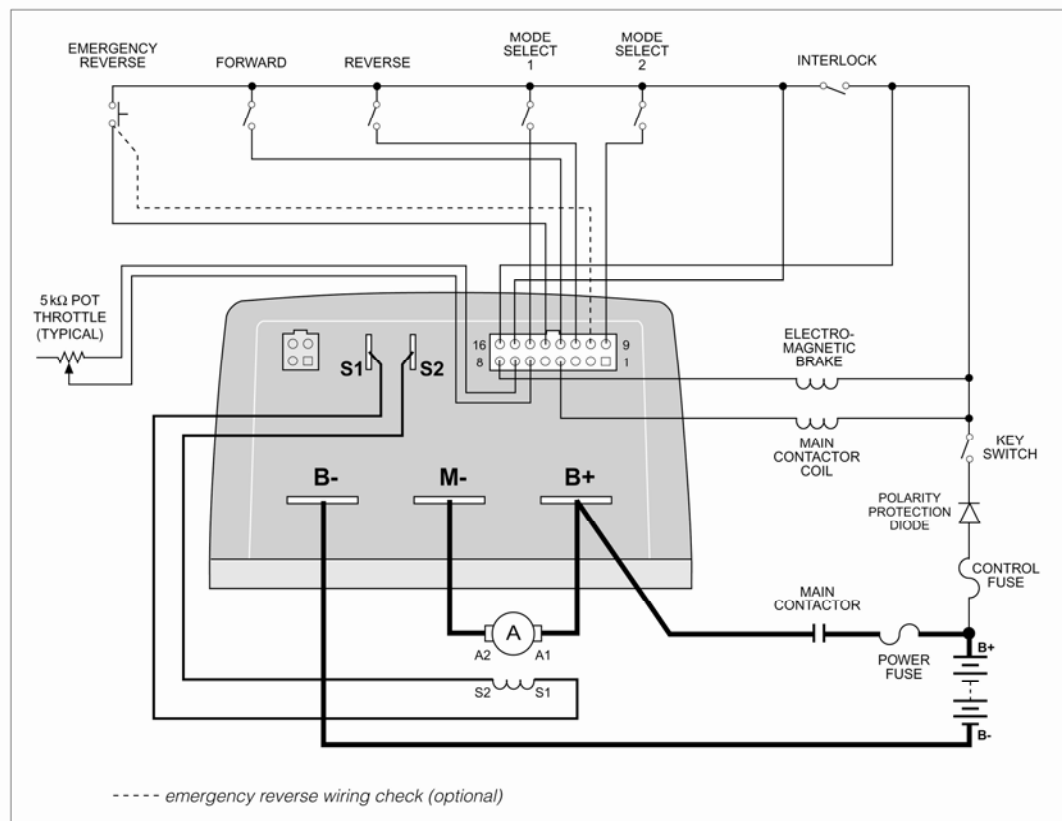 EMERGENCY
REVERSE
FORWARD
REVERSE
MODE
SELECT
1
MODE
SELECT
2
INTERLOCK
5 kΩ POT
THROTTLE
(TYPICAL)
S1
S2
16
9
8
1
ELECTRO-
MAGNETIC
BRAKE
MAIN
CONTACTOR
COIL
KEY
SWITCH
POLARITY
PROTECTION
DIODE
CONTROL
FUSE
B-
M-
B+
MAIN
CONTACTOR
POWER
FUSE
A
A2
A1
S2
S1
B+
B-
emergency reverse wiring check (optional)